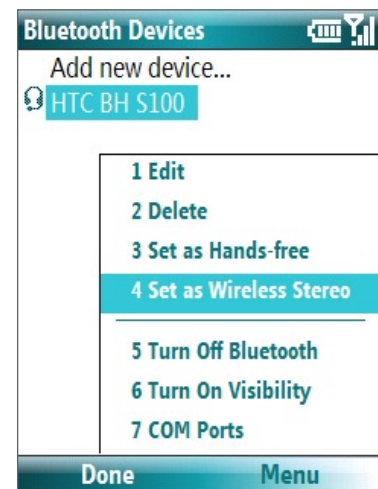 Bluetooth Devices
Add new device...
HTC BH S100
1 Edit
2 Delete
3 Set as Hands-free
4 Set as Wireless Stereo
5 Turn Off Bluetooth
6 Turn On Visibility
7 COM Ports
Done Menu